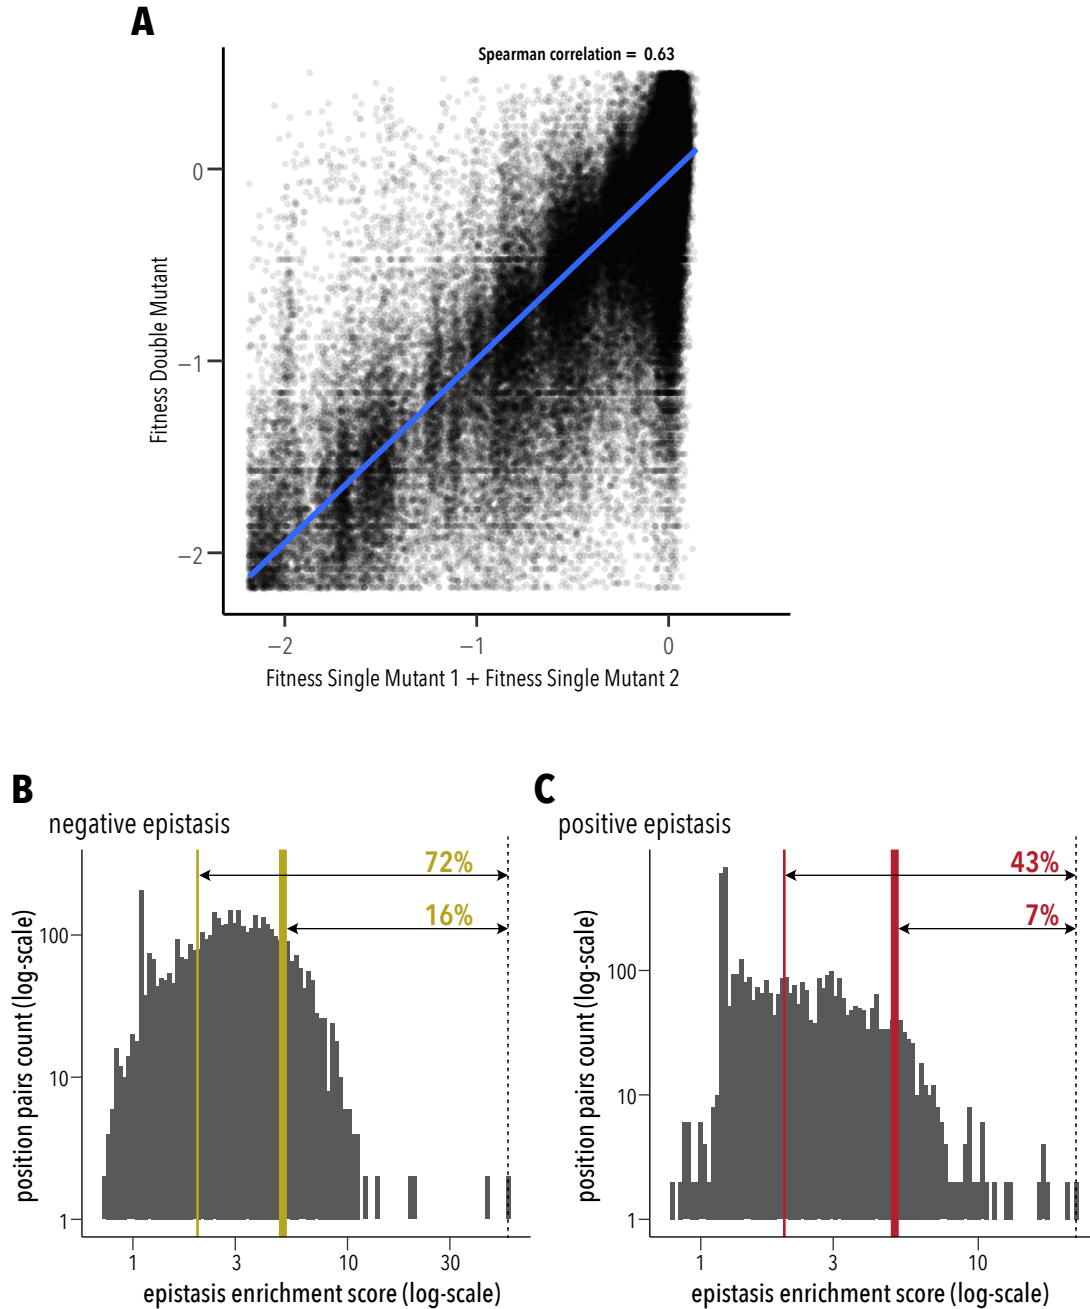 A
Spearman correlation = 0.63
Fitness Double Mutant
0
−1
−2
−2
−1
0
Fitness Single Mutant 1 + Fitness Single Mutant 2
B
negative epistasis
72%
16%
position pairs count (log-scale)
100
10
1
1
3
10
30
epistasis enrichment score (log-scale)
C
positive epistasis
43%
7%
position pairs count (log-scale)
100
10
1
1
3
10
epistasis enrichment score (log-scale)